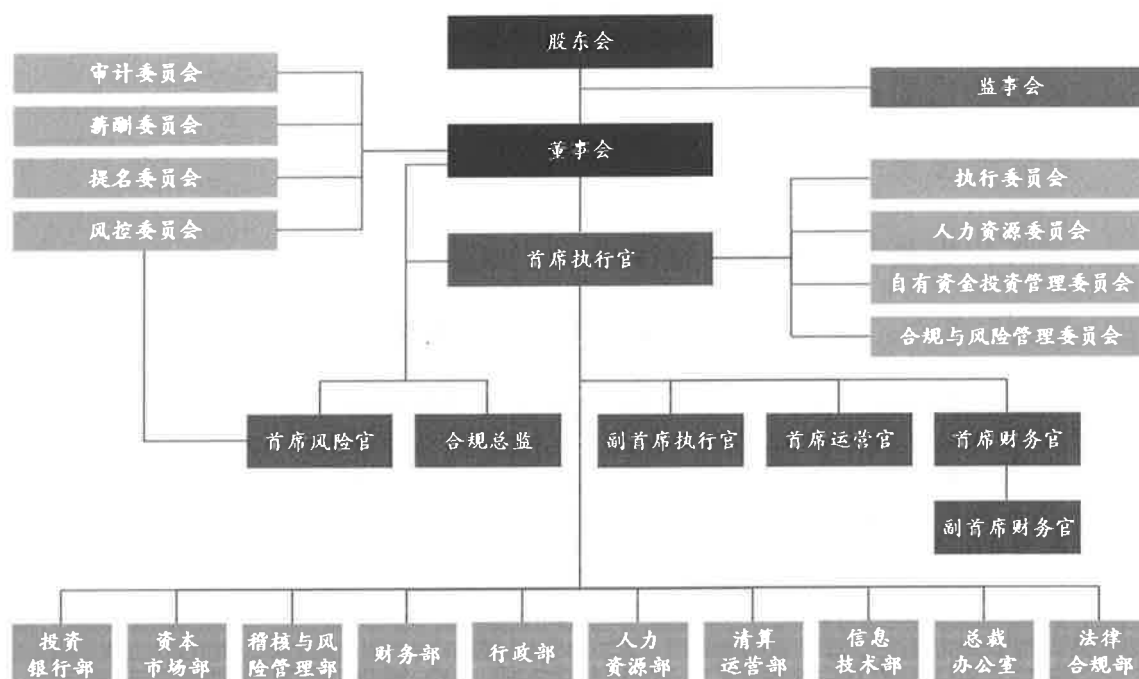 股东会
审计委员会
监事会
薪酬委员会
董事会
提名委员会
执行委员会
风控委员会
人力资源委员会
首席执行官
自有资金投资管理委员会
合规与风险管理委员会
首席风险官
合规总监
副首席执行官
首席运营官
首席财务官
副首席财务官
投资
银行部
资本
市场部
稽核与风
险管理部
财务部
行政部
人力
资源部
清算
运营部
信息
技术部
总裁
办公室
法律
合规部